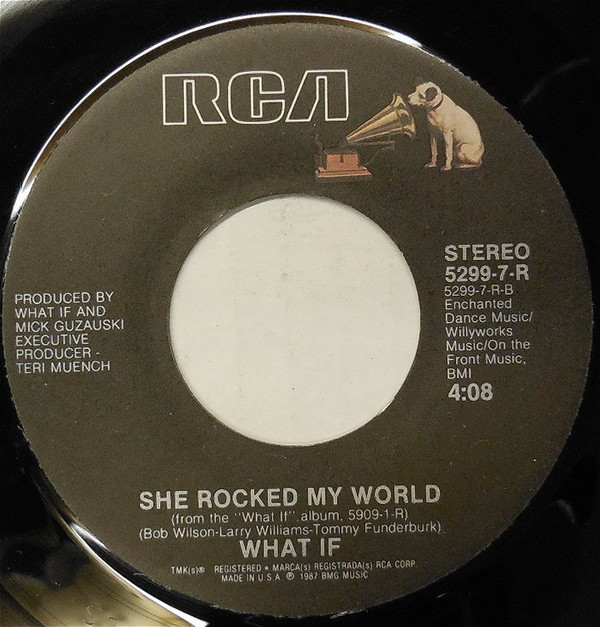 RCA
STEREO
5299-7-R
5299-7-R-B
Enchanted
Dance Music/
Willyworks
Music/On the
Front Music,
BMI
4:08
PRODUCED BY
WHAT IF AND
MICK GUZAUSKI
EXECUTIVE
PRODUCER -
TERI MUENCH
SHE ROCKED MY WORLD
(from the "What If" album, 5909-1-R)
(Bob Wilson-Larry Williams-Tommy Funderburk)
WHAT IF
TMK(s)® REGISTERED • MARCA(s) REGISTRADA(s) RCA CORP.
MADE IN U.S.A. ℗ 1987 BMG MUSIC